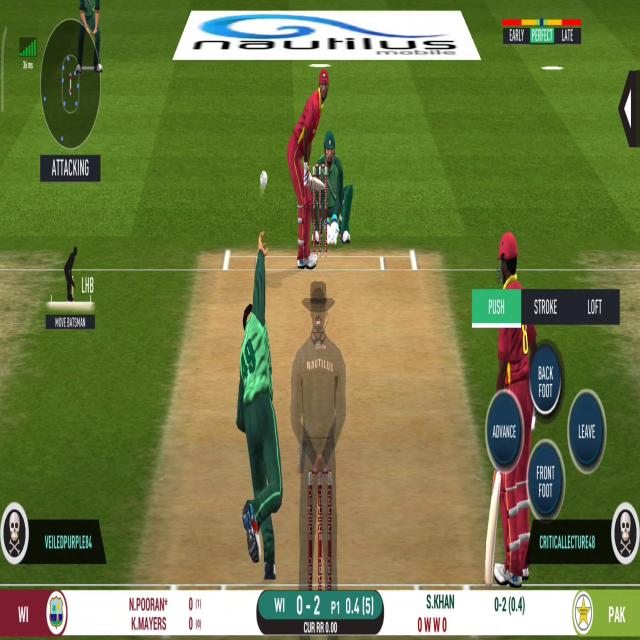 nautilus
mobile
EARLY PERFECT LATE
36 ms
ATTACKING
LHB
MOVE BATSMAN
NAUTILUS
PUSH STROKE LOFT
BACK FOOT
ADVANCE
LEAVE
FRONT FOOT
VEILEDPURPLE84
CRITICALLECTURE48
WI
N.POORAN* 0 (1)
K.MAYERS 0 (0)
WI 0-2 P1 0.4 (5)
CUR RR 0.00
S.KHAN 0-2 (0.4)
0 W W 0
PAK